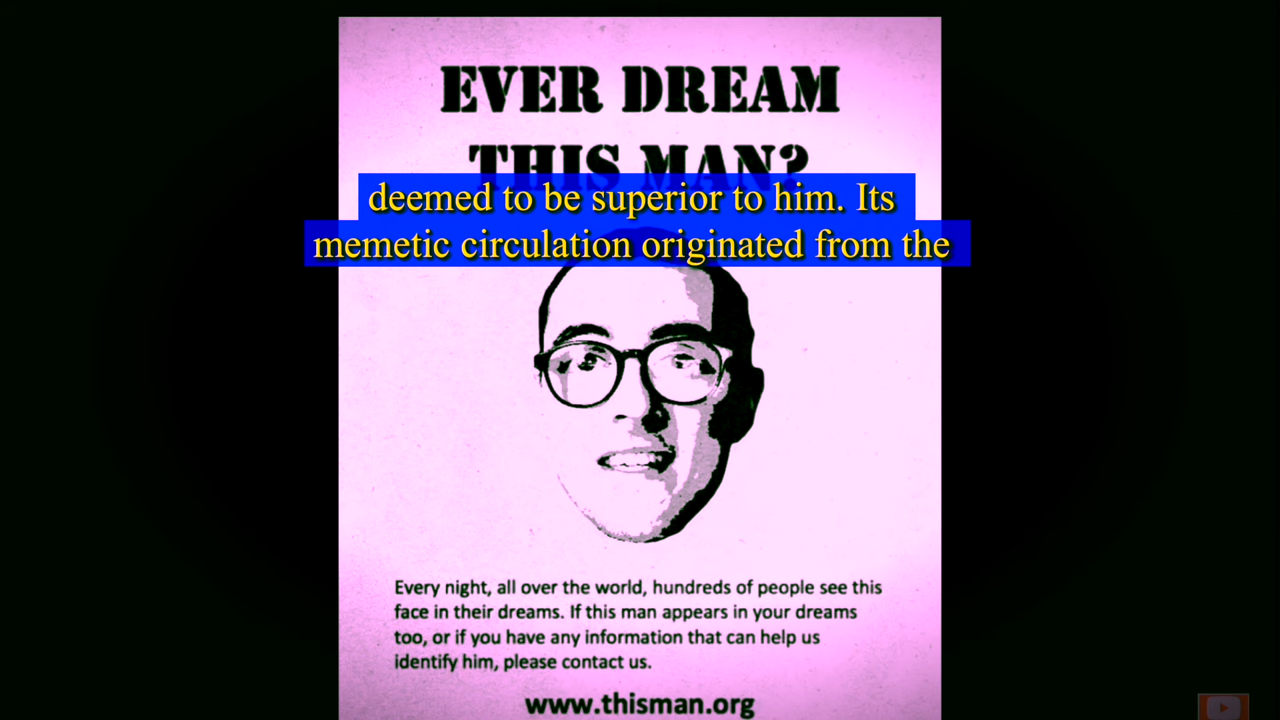 EVER DREAM
THIS MAN?
deemed to be superior to him. Its
memetic circulation originated from the
Every night, all over the world, hundreds of people see this
face in their dreams. If this man appears in your dreams
too, or if you have any information that can help us
identify him, please contact us.
www.thisman.org